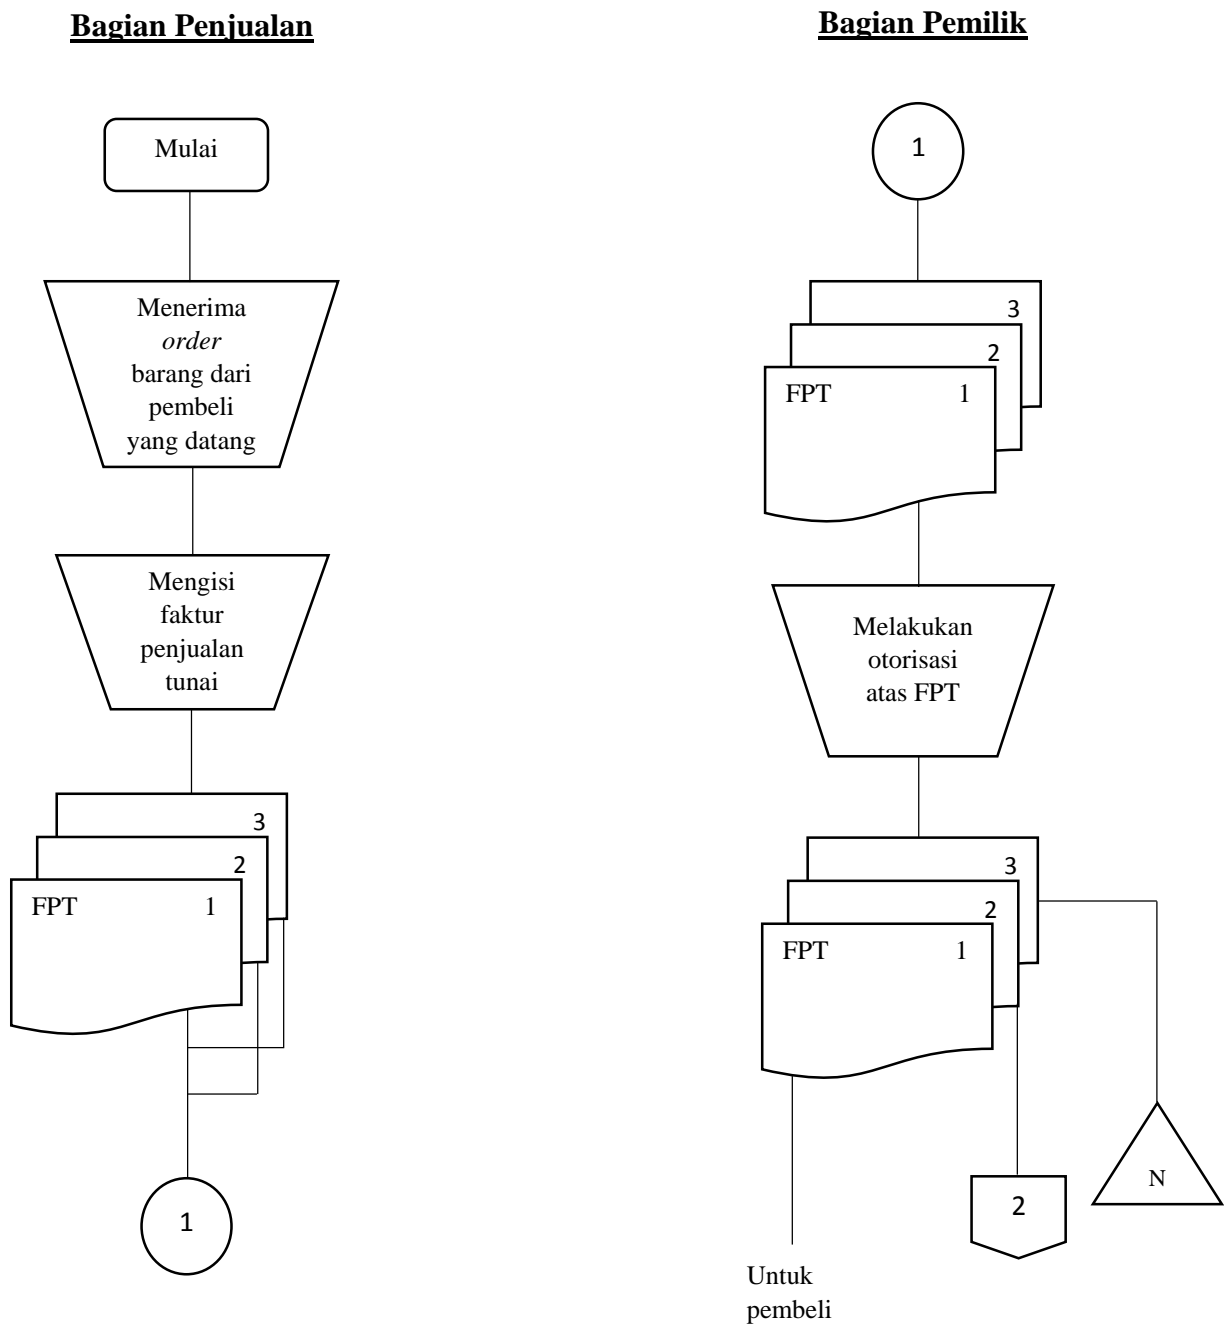 Bagian Penjualan
Mulai
Menerima
order
barang dari
pembeli
yang datang
Mengisi
faktur
penjualan
tunai
3
2
FPT 1
1
Bagian Pemilik
1
3
2
FPT 1
Melakukan
otorisasi
atas FPT
3
2
FPT 1
N
2
Untuk
pembeli